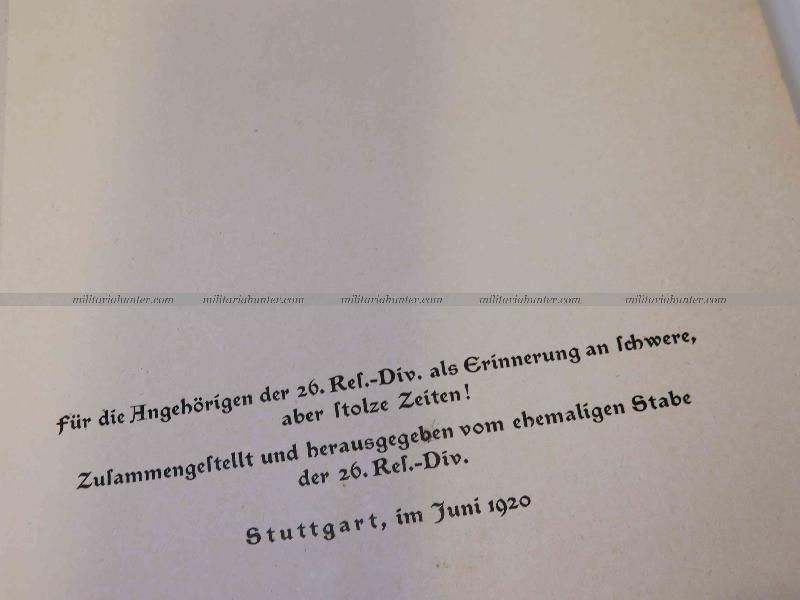 militariahunter.com militariahunter.com militariahunter.com militariahunter.com militariahunter.com
Für die Angehörigen der 26. Reſ.-Div. als Erinnerung an ſchwere,
aber ſtolze Zeiten!
Zuſammengeſtellt und herausgegeben vom ehemaligen Stabe
der 26. Reſ.-Div.
Stuttgart, im Juni 1920